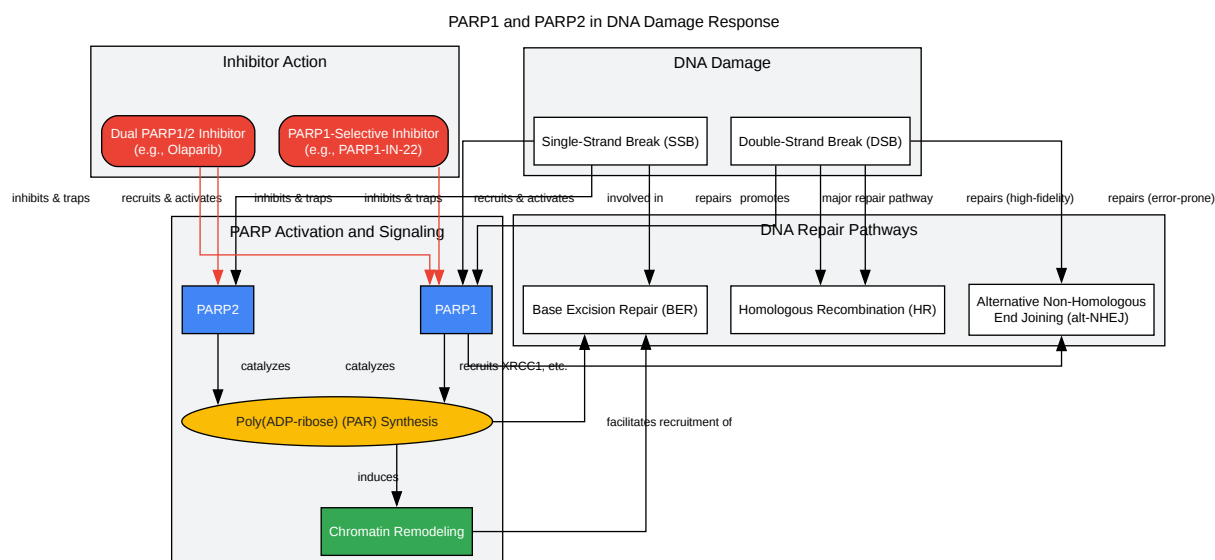 PARP1 and PARP2 in DNA Damage Response
Inhibitor Action
DNA Damage
Dual PARP1/2 Inhibitor
(e.g., Olaparib)
PARP1-Selective Inhibitor
(e.g., PARP1-IN-22)
Single-Strand Break (SSB)
Double-Strand Break (DSB)
inhibits & traps
recruits & activates
inhibits & traps
inhibits & traps
recruits & activates
involved in
repairs
promotes
major repair pathway
repairs (high-fidelity)
repairs (error-prone)
PARP Activation and Signaling
DNA Repair Pathways
PARP2
PARP1
Base Excision Repair (BER)
Homologous Recombination (HR)
Alternative Non-Homologous
End Joining (alt-NHEJ)
catalyzes
catalyzes
recruits XRCC1, etc.
Poly(ADP-ribose) (PAR) Synthesis
facilitates recruitment of
induces
Chromatin Remodeling